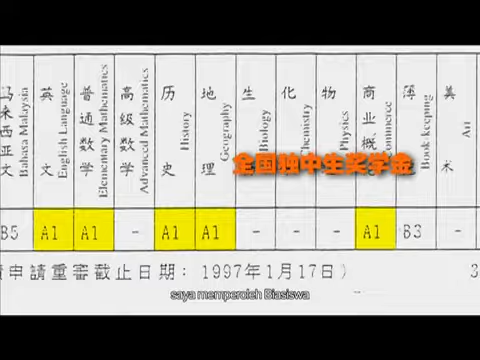 马来西亚文 Bahasa Malaysia
英文 English Language
普通数学 Elementary Mathematics
高级数学 Advanced Mathematics
历史 History
地理 Geography
生 Biology
化 Chemistry
物 Physics
商业概 Commerce
簿 Book-keeping
美术 Art
全国独中生奖学金
B5 A1 A1 - A1 A1 - - - A1 B3 -
申請重審截止日期: 1997年1月17日) 3
saya memperoleh Biasiswa